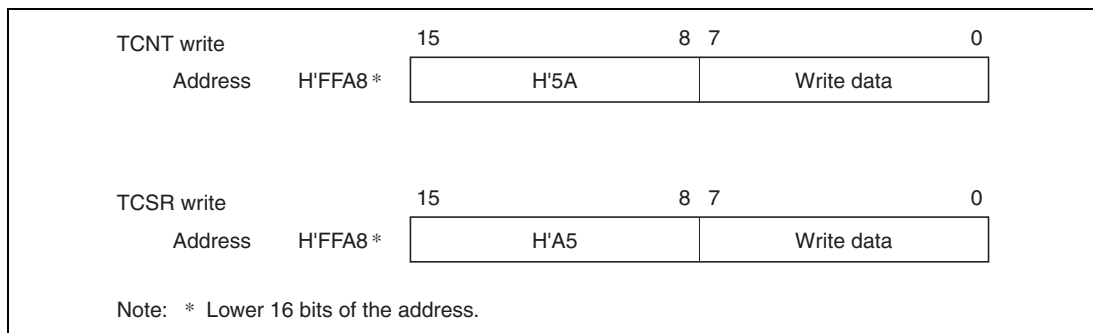 TCNT write 15 8 7 0
Address H'FFA8 * H'5A Write data
TCSR write 15 8 7 0
Address H'FFA8 * H'A5 Write data
Note: * Lower 16 bits of the address.